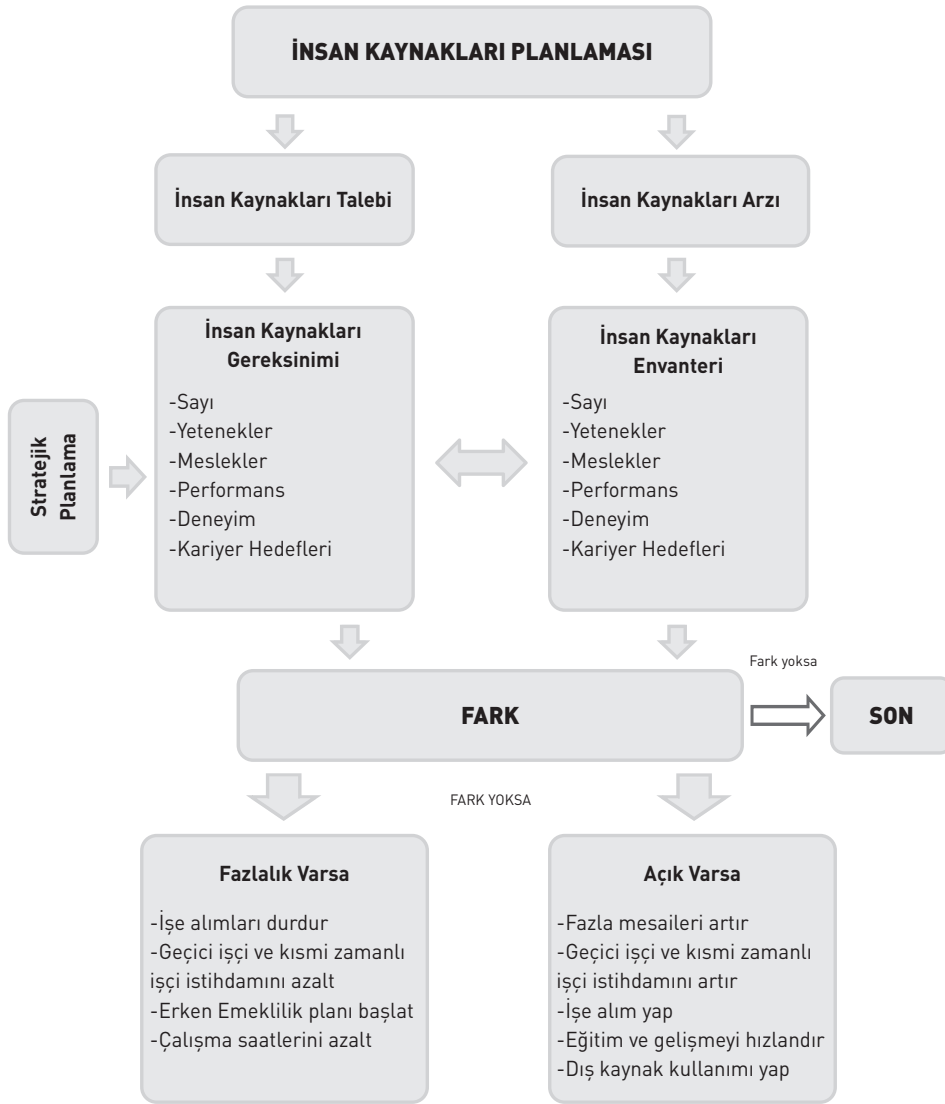 İNSAN KAYNAKLARI PLANLAMASI
İnsan Kaynakları Talebi
İnsan Kaynakları Arzı
İnsan Kaynakları
Gereksinimi
-Sayı
-Yetenekler
-Meslekler
-Performans
-Deneyim
-Kariyer Hedefleri
İnsan Kaynakları
Envanteri
-Sayı
-Yetenekler
-Meslekler
-Performans
-Deneyim
-Kariyer Hedefleri
Stratejik
Planlama
Fark yoksa
FARK
SON
FARK YOKSA
Fazlalık Varsa
-İşe alımları durdur
-Geçici işçi ve kısmi zamanlı
işçi istihdamını azalt
-Erken Emeklilik planı başlat
-Çalışma saatlerini azalt
Açık Varsa
-Fazla mesaileri artır
-Geçici işçi ve kısmi zamanlı
işçi istihdamını artır
-İşe alım yap
-Eğitim ve gelişmeyi hızlandır
-Dış kaynak kullanımı yap